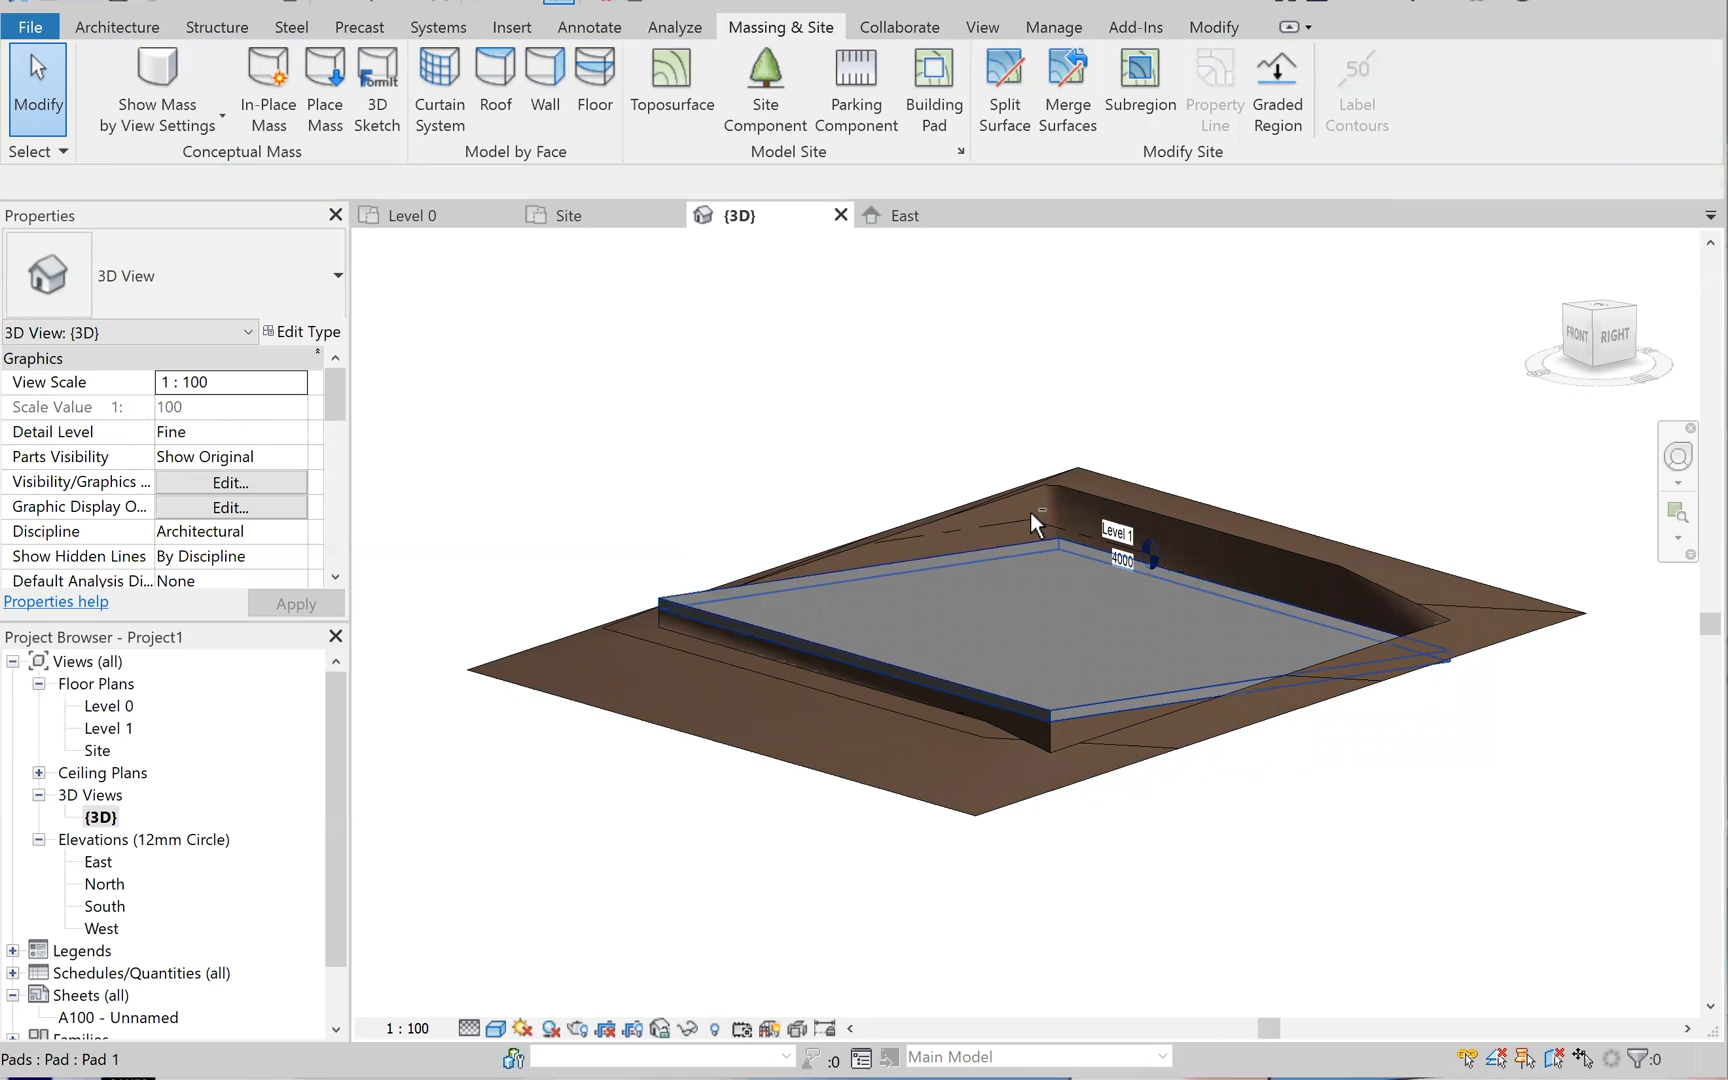 File Architecture Structure Steel Precast Systems Insert Annotate Analyze Massing & Site Collaborate View Manage Add-Ins Modify
Modify
Show Mass
by View Settings
In-Place
Mass
Place
Mass
3D
Sketch
FormIt
Curtain
System
Roof
Wall
Floor
Toposurface
Site
Component
Parking
Component
Building
Pad
Split
Surface
Merge
Surfaces
Subregion
Property
Line
Graded
Region
50
Label
Contours
Select Conceptual Mass Model by Face Model Site Modify Site
Properties
Level 0 Site {3D} East
3D View
3D View: {3D} Edit Type
Graphics
View Scale 1 : 100
Scale Value 1: 100
Detail Level Fine
Parts Visibility Show Original
Visibility/Graphics ... Edit...
Graphic Display O... Edit...
Discipline Architectural
Show Hidden Lines By Discipline
Default Analysis Di... None
Properties help Apply
Project Browser - Project1
Views (all)
Floor Plans
Level 0
Level 1
Site
Ceiling Plans
3D Views
{3D}
Elevations (12mm Circle)
East
North
South
West
Legends
Schedules/Quantities (all)
Sheets (all)
A100 - Unnamed
Families
Level 1
4000
FRONT RIGHT
1 : 100
Pads : Pad : Pad 1
:0
Main Model
:0